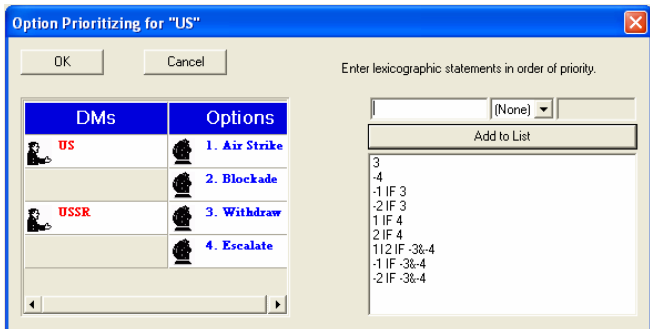 Option Prioritizing for "US"
OK
Cancel
Enter lexicographic statements in order of priority.
DMs
Options
US
1. Air Strike
2. Blockade
USSR
3. Withdraw
4. Escalate
(None)
Add to List
3
-4
-1 IF 3
-2 IF 3
1 IF 4
2 IF 4
1|2 IF -3&-4
-1 IF -3&-4
-2 IF -3&-4